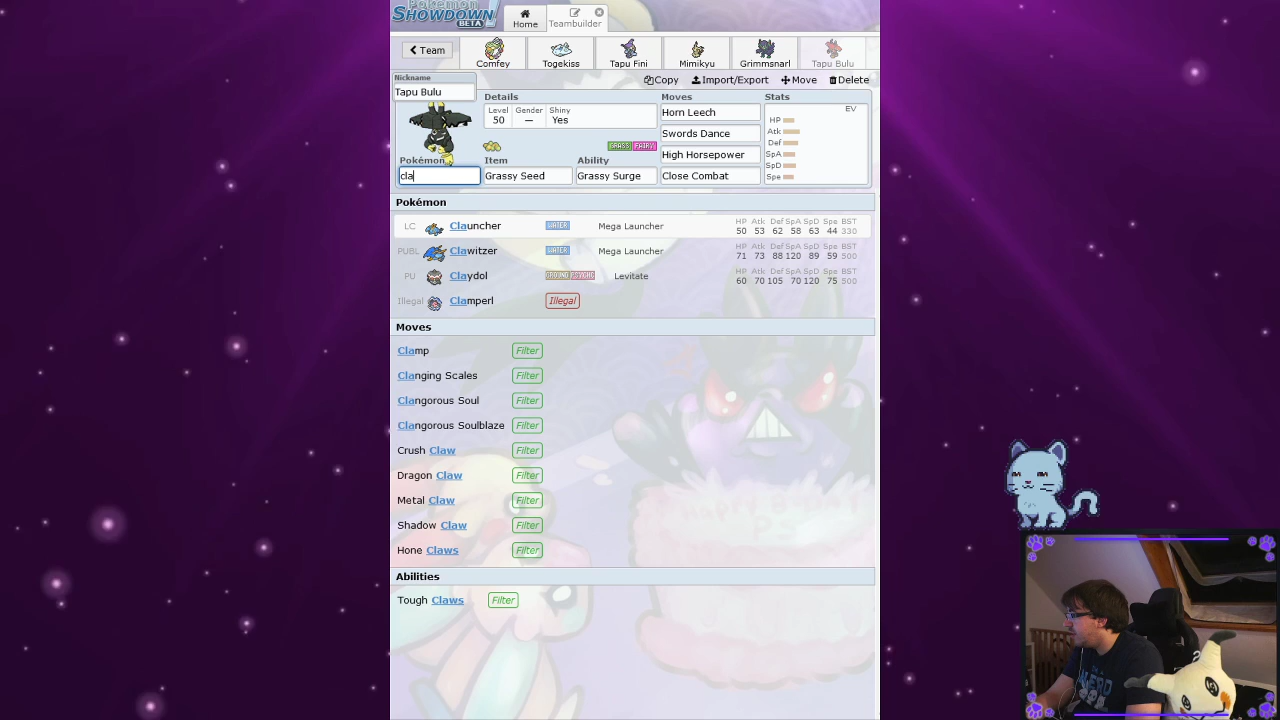 Pokémon
SHOWDOWN
BETA
Home
Teambuilder
Team
Comfey
Togekiss
Tapu Fini
Mimikyu
Grimmsnarl
Tapu Bulu
Copy
Import/Export
Move
Delete
Nickname
Tapu Bulu
Details
Level
50
Gender
—
Shiny
Yes
GRASS FAIRY
Pokémon
cla
Item
Grassy Seed
Ability
Grassy Surge
Moves
Horn Leech
Swords Dance
High Horsepower
Close Combat
Stats
EV
HP
Atk
Def
SpA
SpD
Spe
Pokémon
LC Clauncher WATER Mega Launcher HP 50 Atk 53 Def 62 SpA 58 SpD 63 Spe 44 BST 330
PUBL Clawitzer WATER Mega Launcher HP 71 Atk 73 Def 88 SpA 120 SpD 89 Spe 59 BST 500
PU Claydol GROUND PSYCHC Levitate HP 60 Atk 70 Def 105 SpA 70 SpD 120 Spe 75 BST 500
Illegal Clamperl Illegal
Moves
Clamp Filter
Clanging Scales Filter
Clangorous Soul Filter
Clangorous Soulblaze Filter
Crush Claw Filter
Dragon Claw Filter
Metal Claw Filter
Shadow Claw Filter
Hone Claws Filter
Abilities
Tough Claws Filter